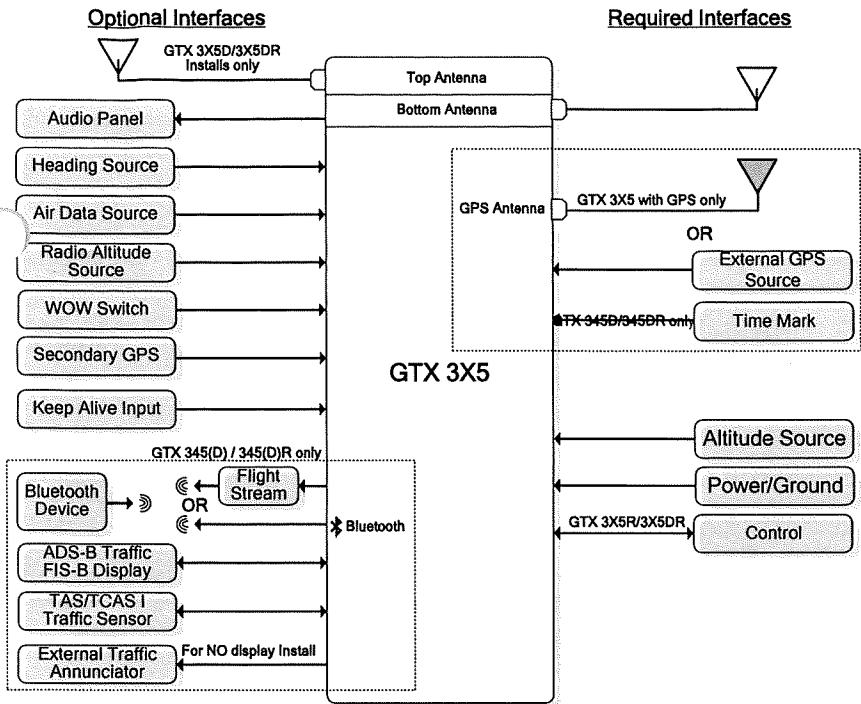 Optional Interfaces
Required Interfaces
GTX 3X5D/3X5DR
Installs only
Top Antenna
Bottom Antenna
Audio Panel
Heading Source
Air Data Source
Radio Altitude
Source
WOW Switch
Secondary GPS
Keep Alive Input
GPS Antenna
GTX 3X5 with GPS only
OR
External GPS
Source
GTX 345D/345DR only
Time Mark
GTX 3X5
Altitude Source
Power/Ground
GTX 3X5R/3X5DR
Control
GTX 345(D) / 345(D)R only
Bluetooth
Device
Flight
Stream
OR
Bluetooth
ADS-B Traffic
FIS-B Display
TAS/TCAS I
Traffic Sensor
External Traffic
Annunciator
For NO display Install